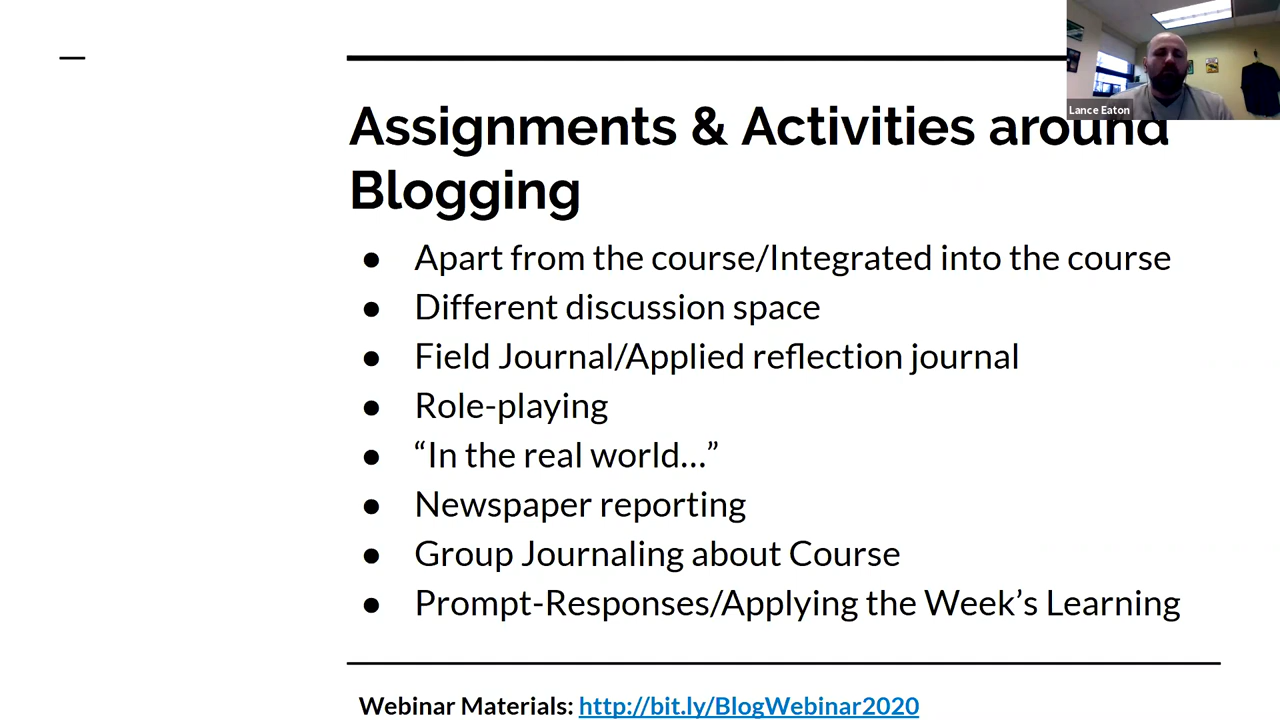 Lance Eaton
Assignments & Activities around
Blogging
● Apart from the course/Integrated into the course
● Different discussion space
● Field Journal/Applied reflection journal
● Role-playing
● “In the real world...”
● Newspaper reporting
● Group Journaling about Course
● Prompt-Responses/Applying the Week’s Learning
Webinar Materials: http://bit.ly/BlogWebinar2020